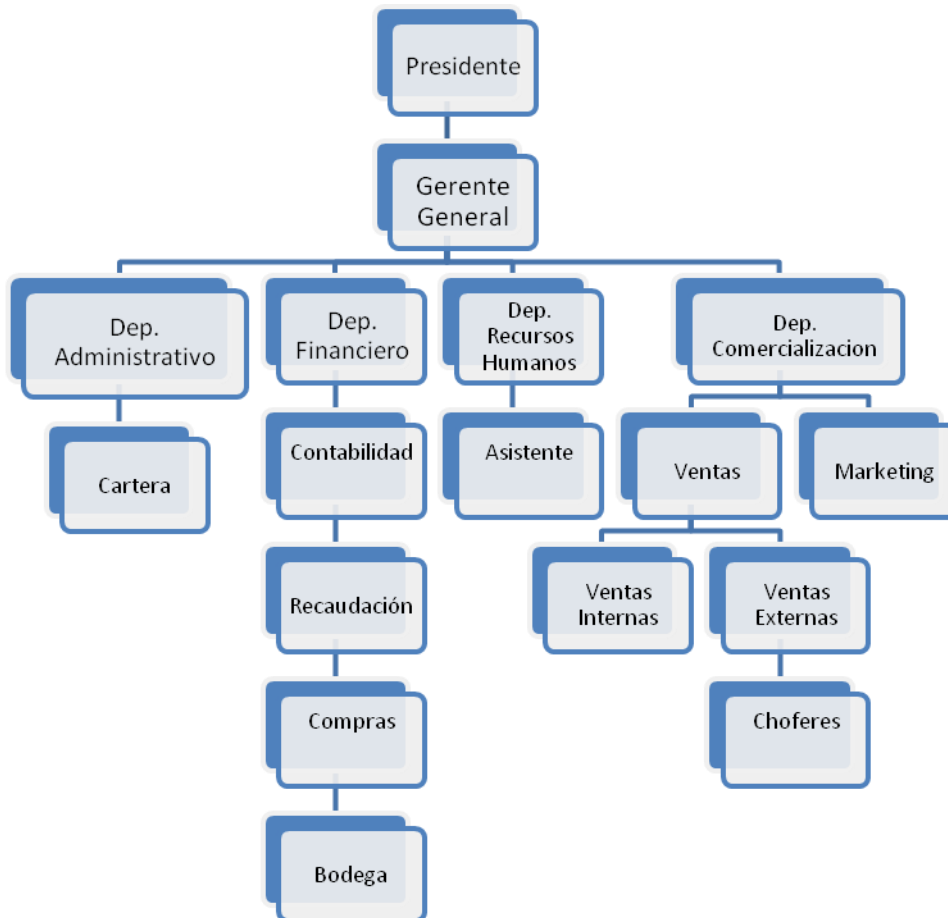 Presidente
Gerente
General
Dep.
Administrativo
Dep.
Financiero
Dep.
Recursos
Humanos
Dep.
Comercializacion
Cartera
Contabilidad
Asistente
Ventas
Marketing
Recaudación
Ventas
Internas
Ventas
Externas
Compras
Choferes
Bodega